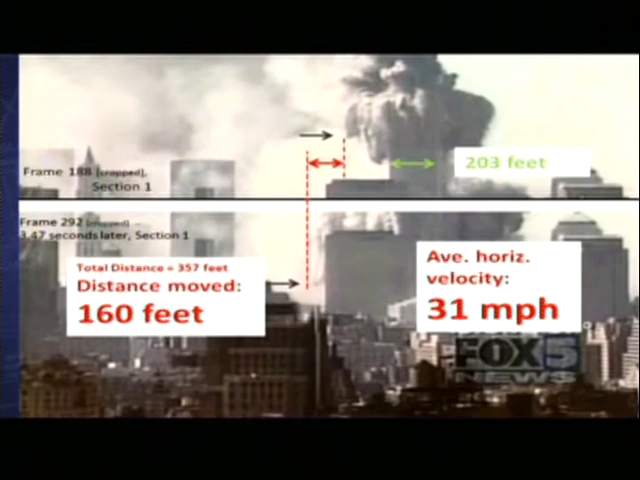 Frame 188 (cropped),
Section 1
203 feet
Frame 292 (cropped) –
3.47 seconds later, Section 1
Total Distance = 357 feet
Distance moved:
160 feet
Ave. horiz.
velocity:
31 mph
FOX 5
NEWS